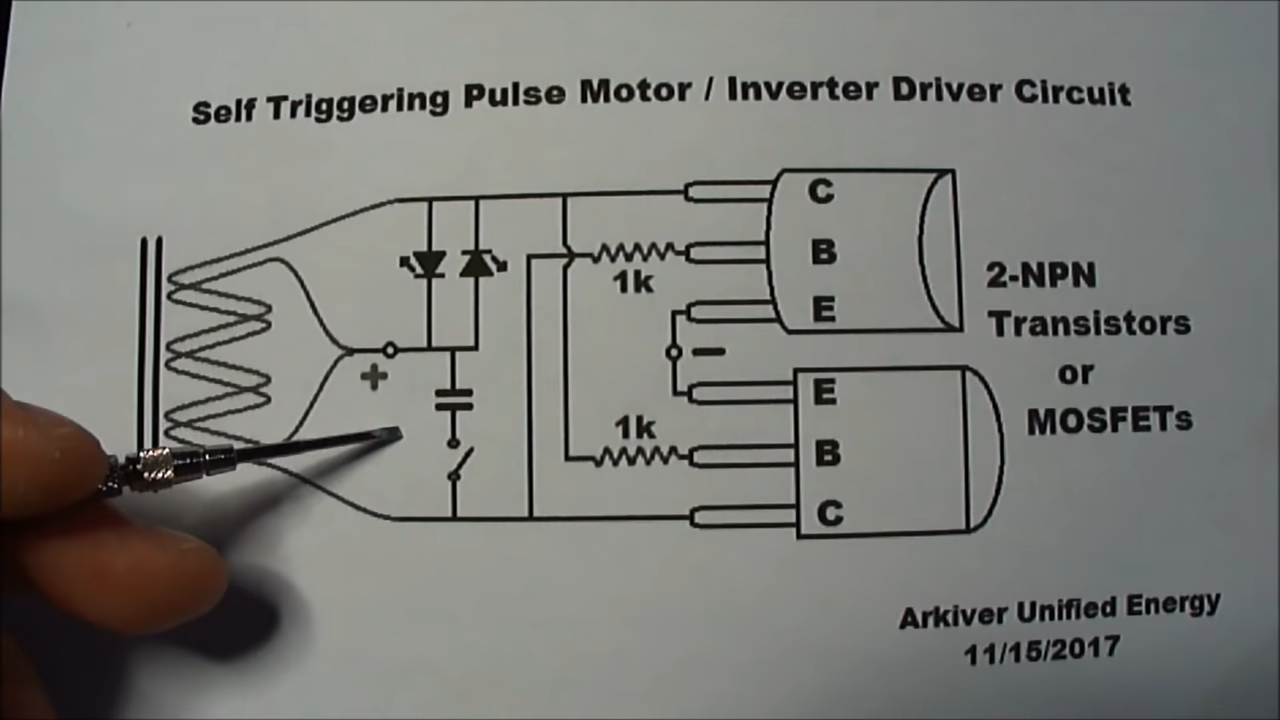 Self Triggering Pulse Motor / Inverter Driver Circuit
C
B
1k
E
2-NPN
Transistors
or
MOSFETs
+
−
E
1k
B
C
Arkiver Unified Energy
11/15/2017